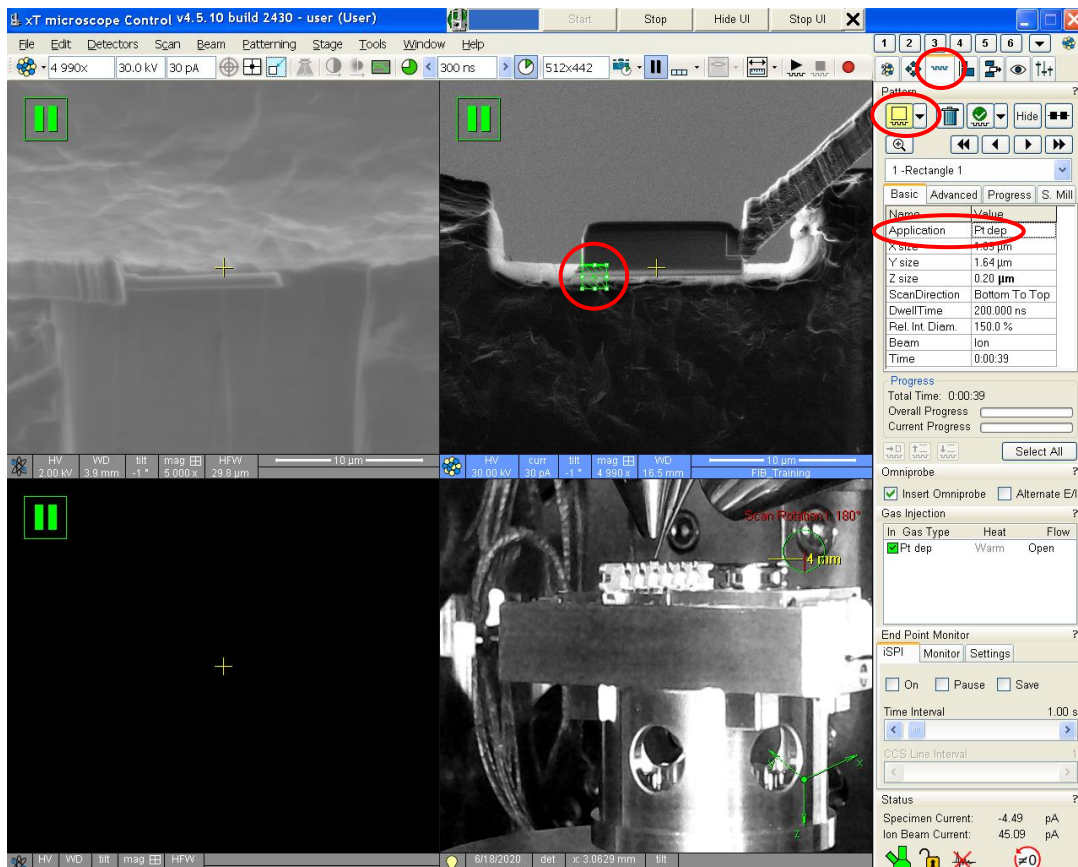 xT microscope Control v4.5.10 build 2430 - user (User)
Start Stop Hide UI Stop UI X
File Edit Detectors Scan Beam Patterning Stage Tools Window Help
4 990x 30.0 kV 30 pA 300 ns 512x442
1 2 3 4 5 6
Pattern ?
Hide
1 -Rectangle 1
Basic Advanced Progress S. Mill
Name Value
Application Pt dep
X size 1.69 µm
Y size 1.64 µm
Z size 0.20 µm
ScanDirection Bottom To Top
DwellTime 200.000 ns
Rel. Int. Diam. 150.0 %
Beam Ion
Time 0:00:39
Progress
Total Time: 0:00:39
Overall Progress
Current Progress
Select All
Omniprobe ?
Insert Omniprobe Alternate E/I
Gas Injection ?
In Gas Type Heat Flow
Pt dep Warm Open
End Point Monitor ?
iSPI Monitor Settings
On Pause Save
Time Interval 1.00 s
CCS Line Interval 1
Status ?
Specimen Current: -4.49 pA
Ion Beam Current: 45.09 pA
≠0
HV WD tilt mag HFW 10 µm
2.00 kV 3.9 mm -1 ° 5 000 x 29.8 µm
HV curr tilt mag WD 10 µm
30.00 kV 30 pA -1 ° 4 990 x 16.5 mm FIB_Training
Scan Rotation I: 180°
4 mm
x
y
z
HV WD tilt mag HFW
6/18/2020 det x: 3.0629 mm tilt